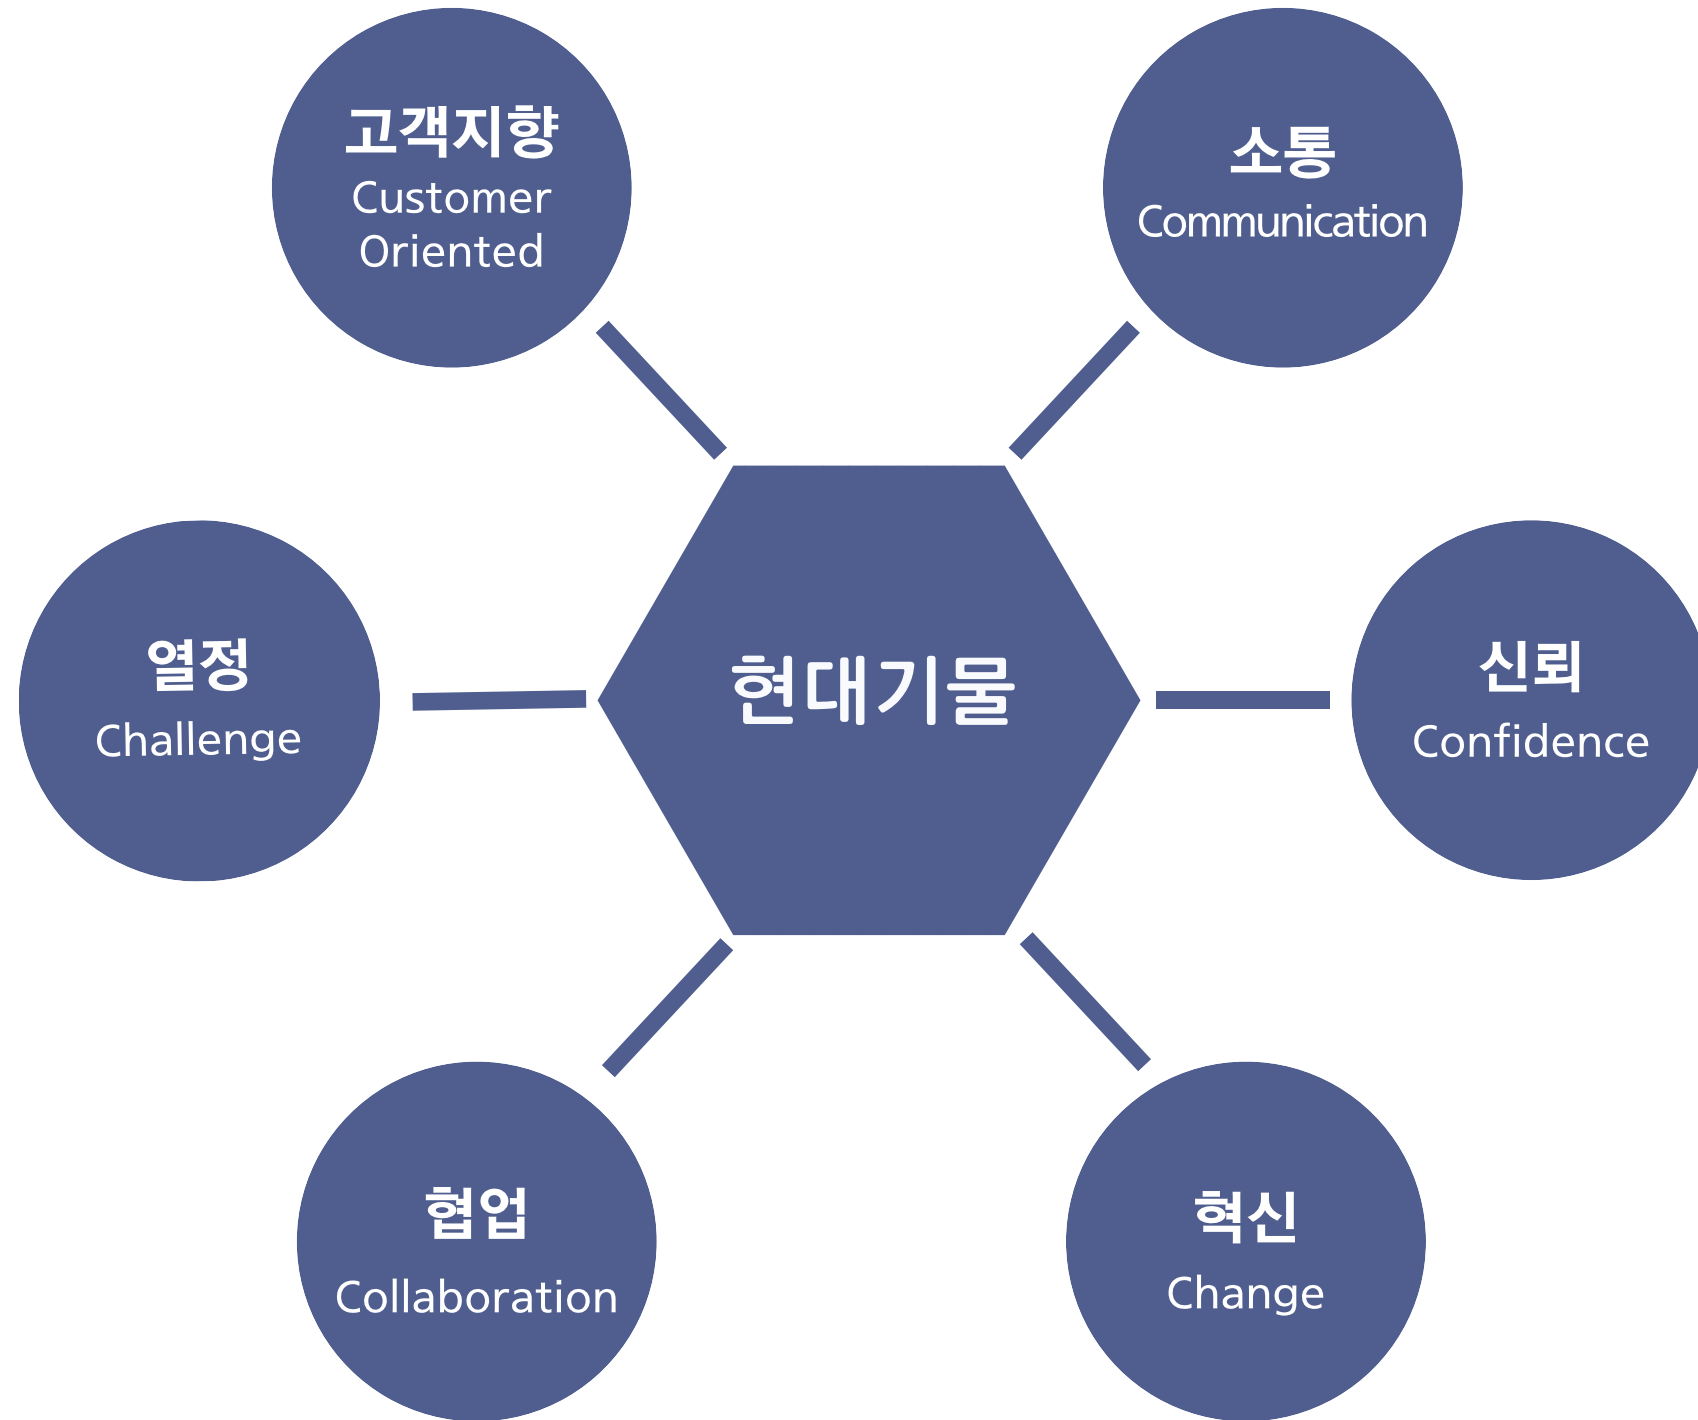 고객지향
Customer
Oriented
소통
Communication
열정
Challenge
현대기물
신뢰
Confidence
협업
Collaboration
혁신
Change